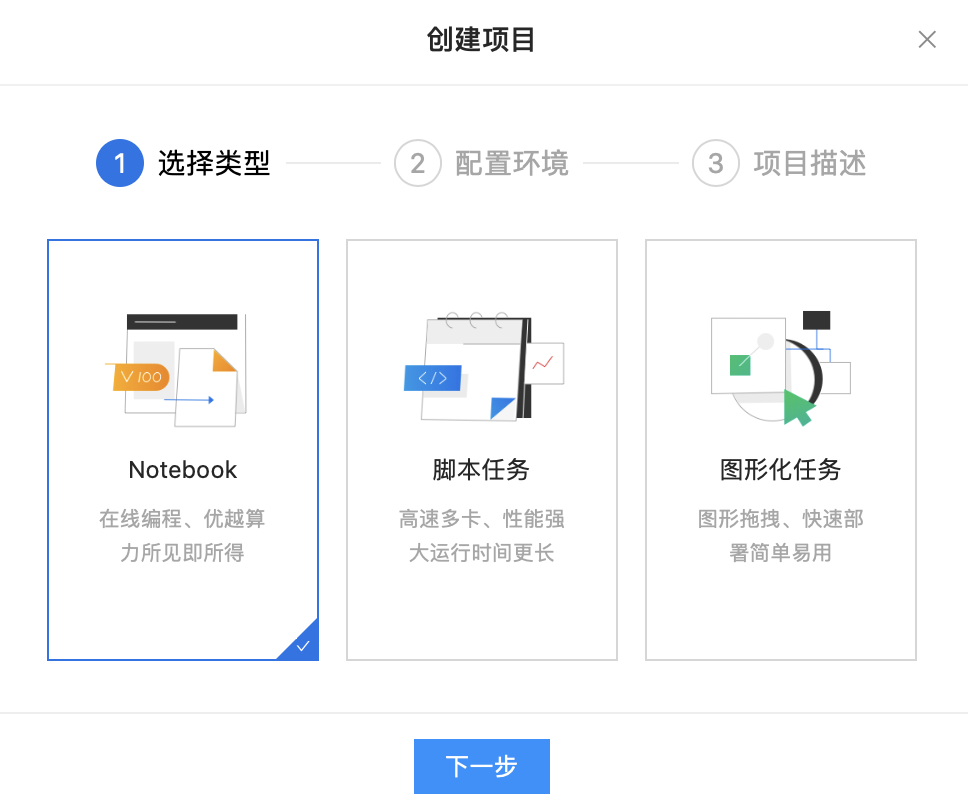 创建项目
1 选择类型
2 配置环境
3 项目描述
V100
Notebook
在线编程、优越算
力所见即所得
</>
脚本任务
高速多卡、性能强
大运行时间更长
图形化任务
图形拖拽、快速部
署简单易用
下一步